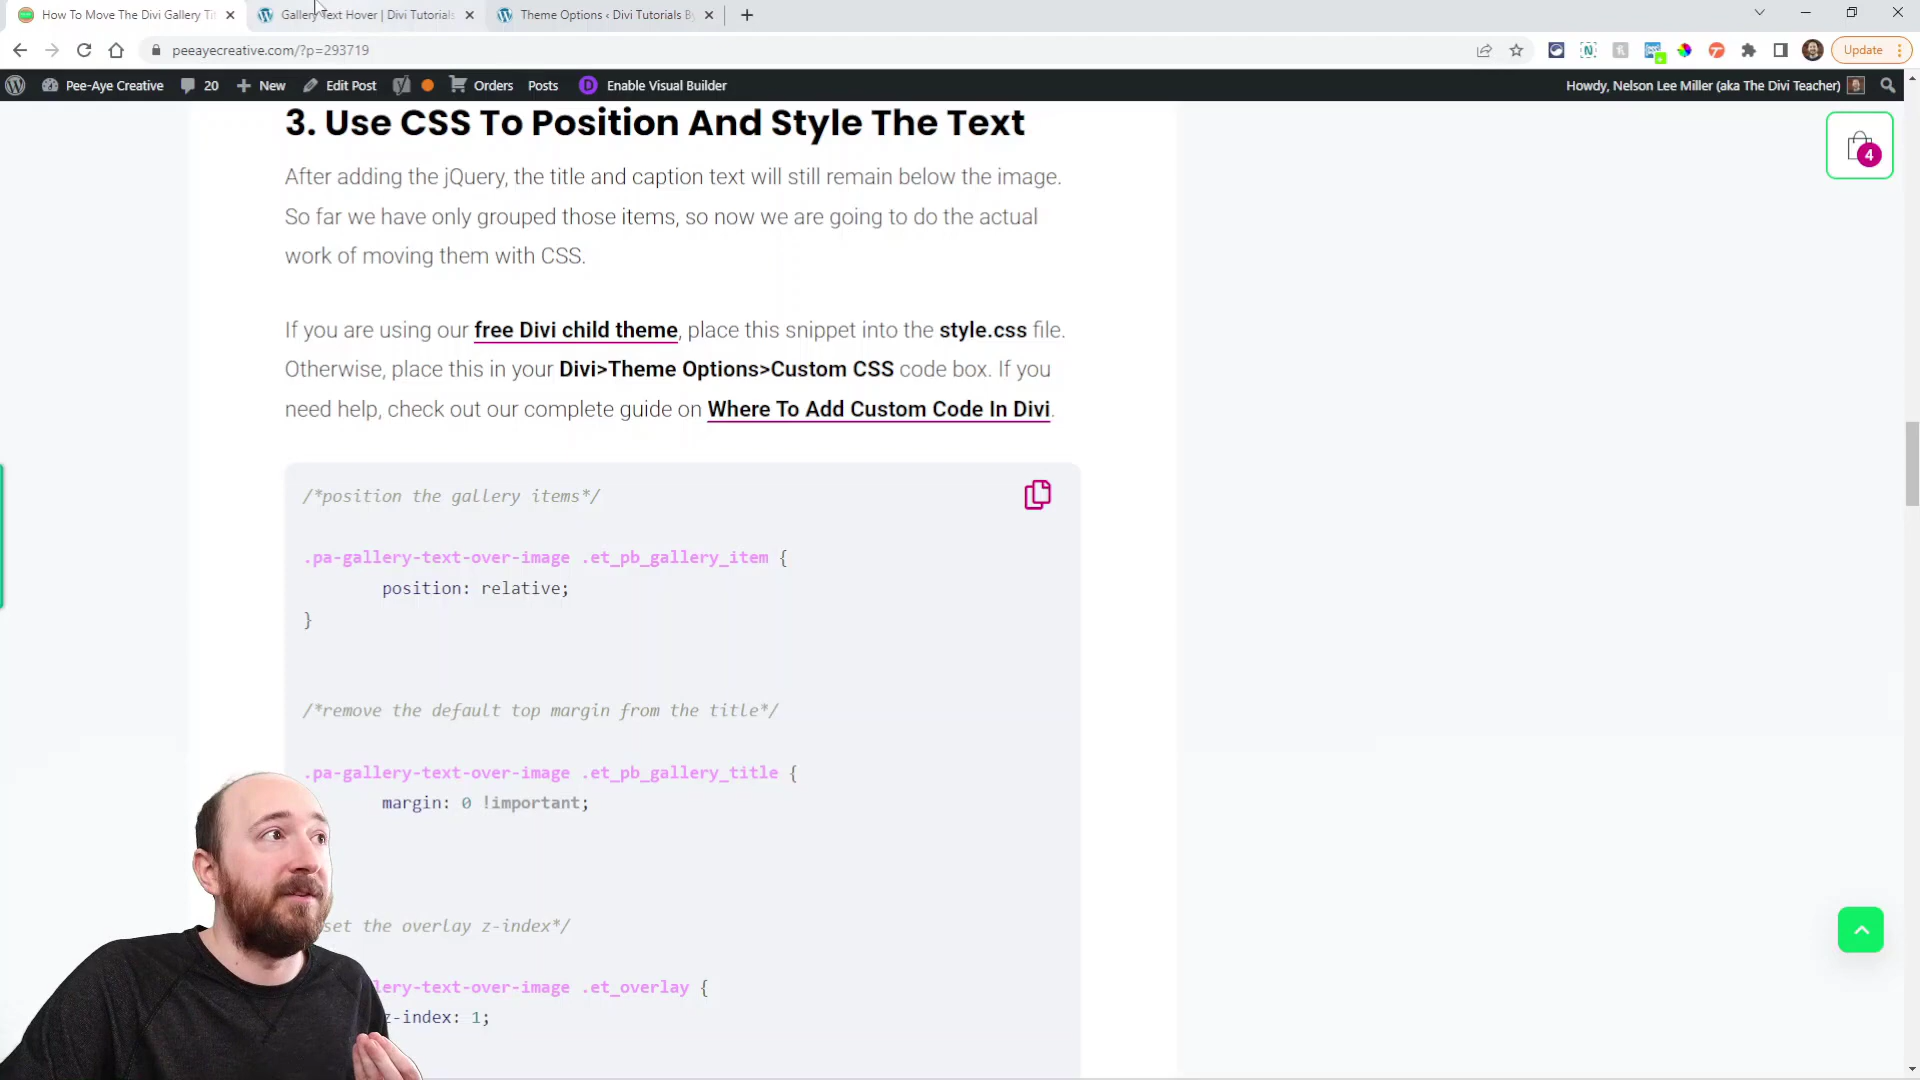 How To Move The Divi Gallery Ti
Gallery Text Hover | Divi Tutorials
Theme Options ‹ Divi Tutorials By
peeayecreative.com/?p=293719
Update
Pee-Aye Creative
20
New
Edit Post
Orders
Posts
D
Enable Visual Builder
Howdy, Nelson Lee Miller (aka The Divi Teacher)
4
3. Use CSS To Position And Style The Text
After adding the jQuery, the title and caption text will still remain below the image.
So far we have only grouped those items, so now we are going to do the actual
work of moving them with CSS.
If you are using our free Divi child theme, place this snippet into the style.css file.
Otherwise, place this in your Divi>Theme Options>Custom CSS code box. If you
need help, check out our complete guide on Where To Add Custom Code In Divi.
/*position the gallery items*/
.pa-gallery-text-over-image .et_pb_gallery_item {
position: relative;
}
/*remove the default top margin from the title*/
.pa-gallery-text-over-image .et_pb_gallery_title {
margin: 0 !important;
set the overlay z-index*/
llery-text-over-image .et_overlay {
z-index: 1;